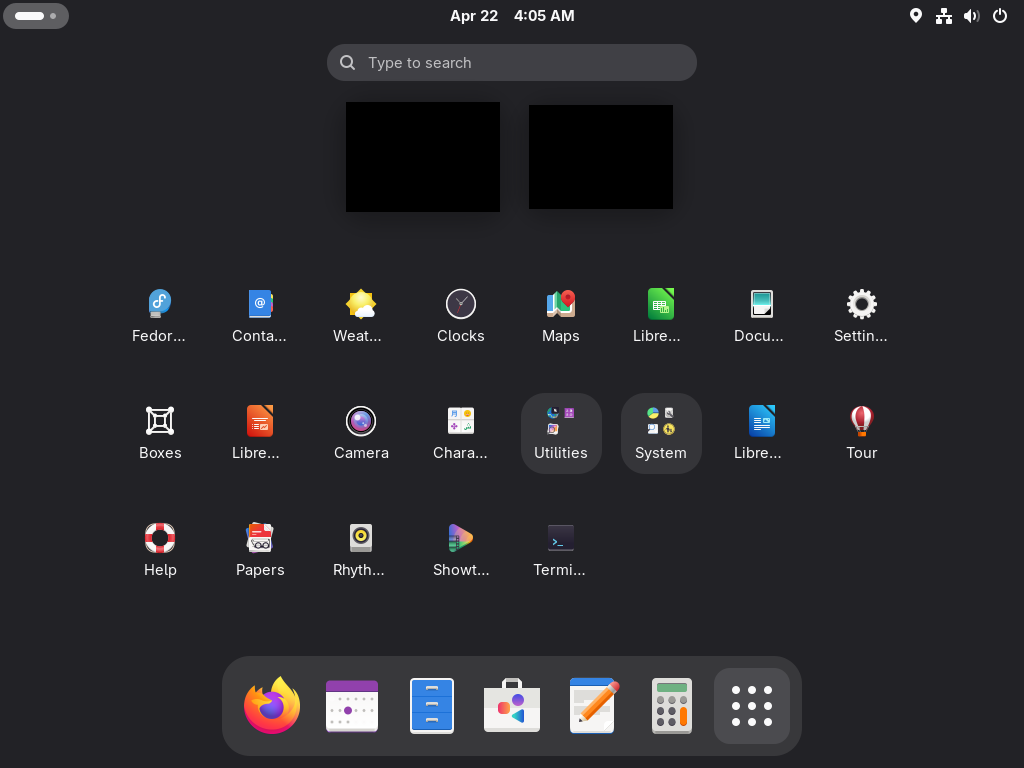 Apr 22 4:05 AM
Type to search
Fedor... Conta... Weat... Clocks Maps Libre... Docu... Settin...
Boxes Libre... Camera Chara... Utilities System Libre... Tour
Help Papers Rhyth... Showt... Termi...